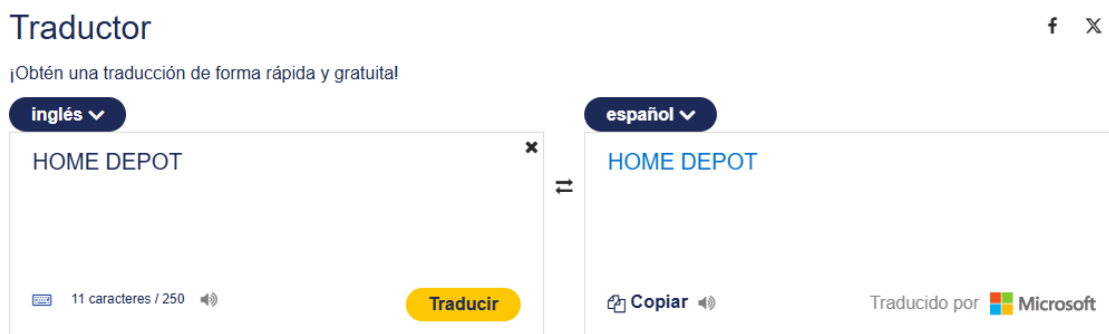 Traductor
¡Obtén una traducción de forma rápida y gratuita!
inglés
español
HOME DEPOT
HOME DEPOT
11 caracteres / 250
Traducir
Copiar
Traducido por Microsoft